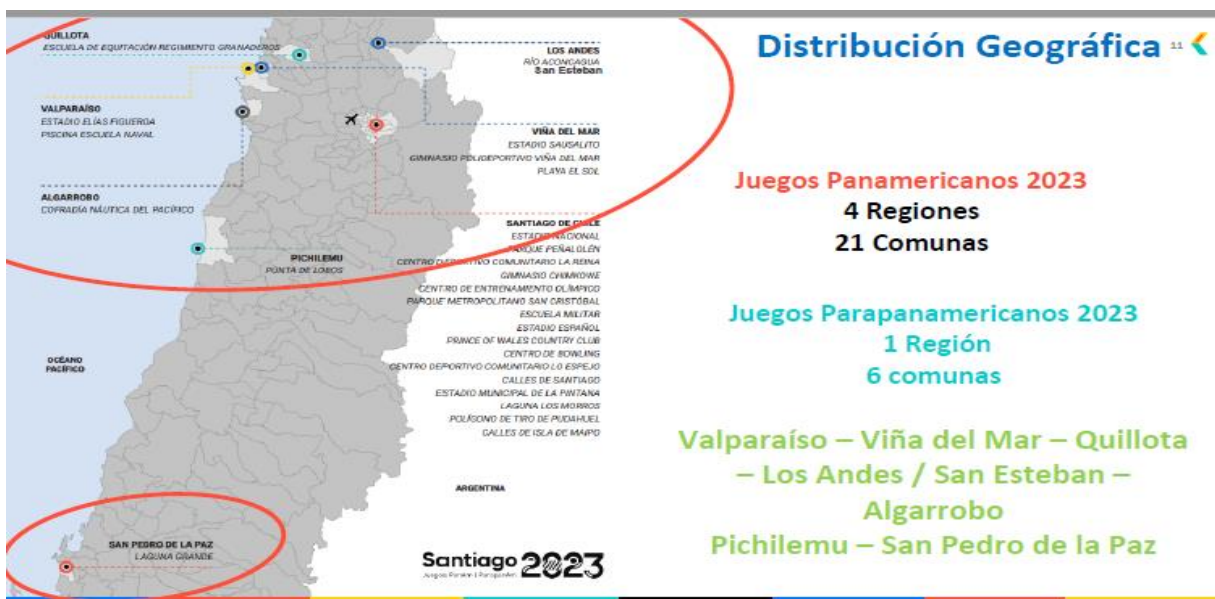 QUILLOTA
ESCUELA DE EQUITACIÓN REGIMIENTO GRANADEROS
LOS ANDES
RÍO ACONCAGUA
San Esteban
VALPARAÍSO
ESTADIO ELÍAS FIGUEROA
PISCINA ESCUELA NAVAL
VIÑA DEL MAR
ESTADIO SAUSALITO
GIMNASIO POLIDEPORTIVO VIÑA DEL MAR
PLAYA EL SOL
ALGARROBO
COFRADÍA NÁUTICA DEL PACÍFICO
PICHILEMU
PUNTA DE LOBOS
SANTIAGO DE CHILE
ESTADIO NACIONAL
PARQUE PEÑALOLÉN
CENTRO DEPORTIVO COMUNITARIO LA REINA
GIMNASIO CHIMKOWE
CENTRO DE ENTRENAMIENTO OLÍMPICO
PARQUE METROPOLITANO SAN CRISTÓBAL
ESCUELA MILITAR
ESTADIO ESPAÑOL
PRINCE OF WALES COUNTRY CLUB
CENTRO DE BOWLING
CENTRO DEPORTIVO COMUNITARIO LO ESPEJO
CALLES DE SANTIAGO
ESTADIO MUNICIPAL DE LA PINTANA
LAGUNA LOS MORROS
POLÍGONO DE TIRO DE PUDAHUEL
CALLES DE ISLA DE MAIPO
OCÉANO
PACÍFICO
ARGENTINA
SAN PEDRO DE LA PAZ
LAGUNA GRANDE
Santiago 2023
Distribución Geográfica 11
Juegos Panamericanos 2023
4 Regiones
21 Comunas
Juegos Parapanamericanos 2023
1 Región
6 comunas
Valparaíso – Viña del Mar – Quillota
– Los Andes / San Esteban –
Algarrobo
Pichilemu – San Pedro de la Paz